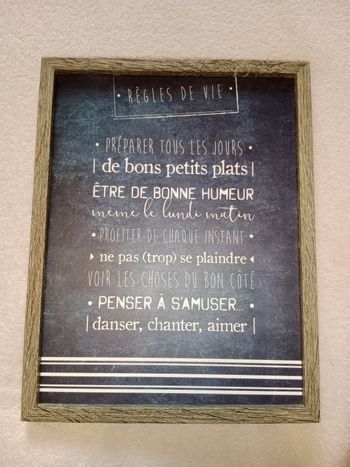 • RÈGLES DE VIE •
• PRÉPARER TOUS LES JOURS •
| de bons petits plats |
ÊTRE DE BONNE HUMEUR
même le lundi matin
• PROFITER DE CHAQUE INSTANT •
▸ ne pas (trop) se plaindre ◂
VOIR LES CHOSES DU BON CÔTÉ
• PENSER À S'AMUSER... •
| danser, chanter, aimer |